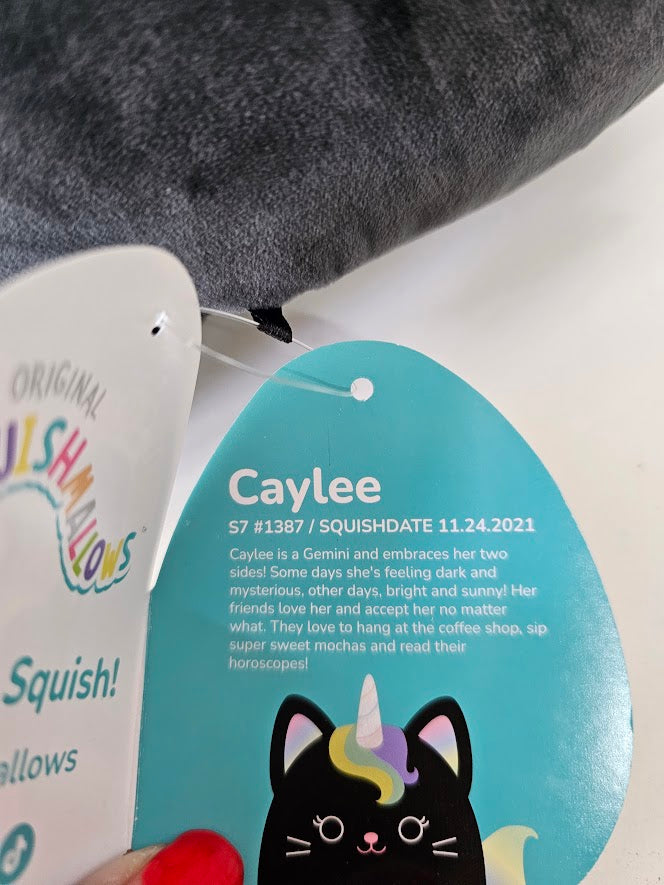 ORIGINAL
UISHMALLOWS
Squish!
allows
Caylee
S7 #1387 / SQUISHDATE 11.24.2021
Caylee is a Gemini and embraces her two
sides! Some days she's feeling dark and
mysterious, other days, bright and sunny! Her
friends love her and accept her no matter
what. They love to hang at the coffee shop, sip
super sweet mochas and read their
horoscopes!